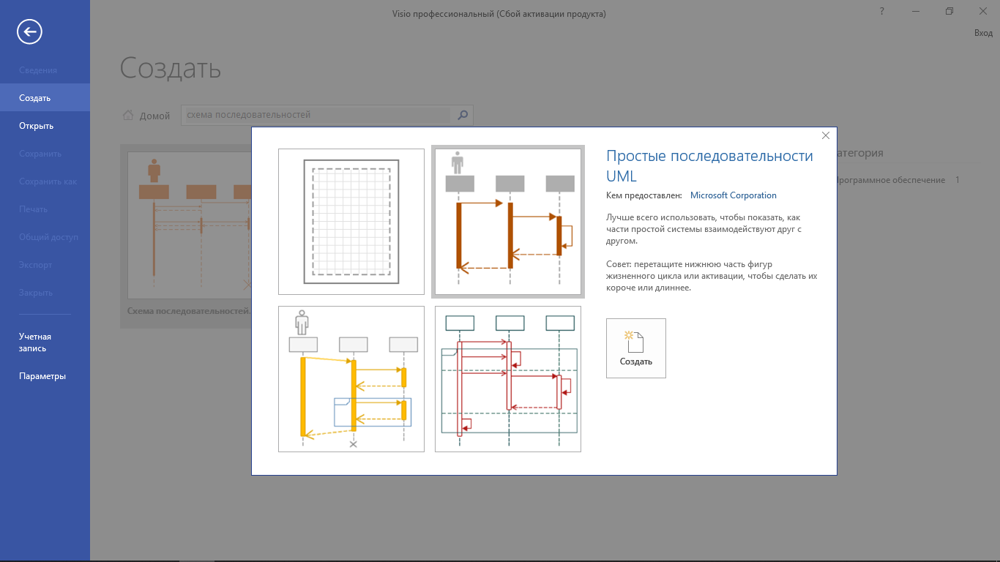 Visio профессиональный (Сбой активации продукта)
?
Вход
Сведения
Создать
Открыть
Сохранить
Сохранить как
Печать
Общий доступ
Экспорт
Закрыть
Учетная
запись
Параметры
Создать
Домой
схема последовательностей
Схема последовательностей...
атегория
Программное обеспечение 1
Простые последовательности
UML
Кем предоставлен: Microsoft Corporation
Лучше всего использовать, чтобы показать, как
части простой системы взаимодействуют друг с
другом.
Совет: перетащите нижнюю часть фигур
жизненного цикла или активации, чтобы сделать их
короче или длиннее.
Создать